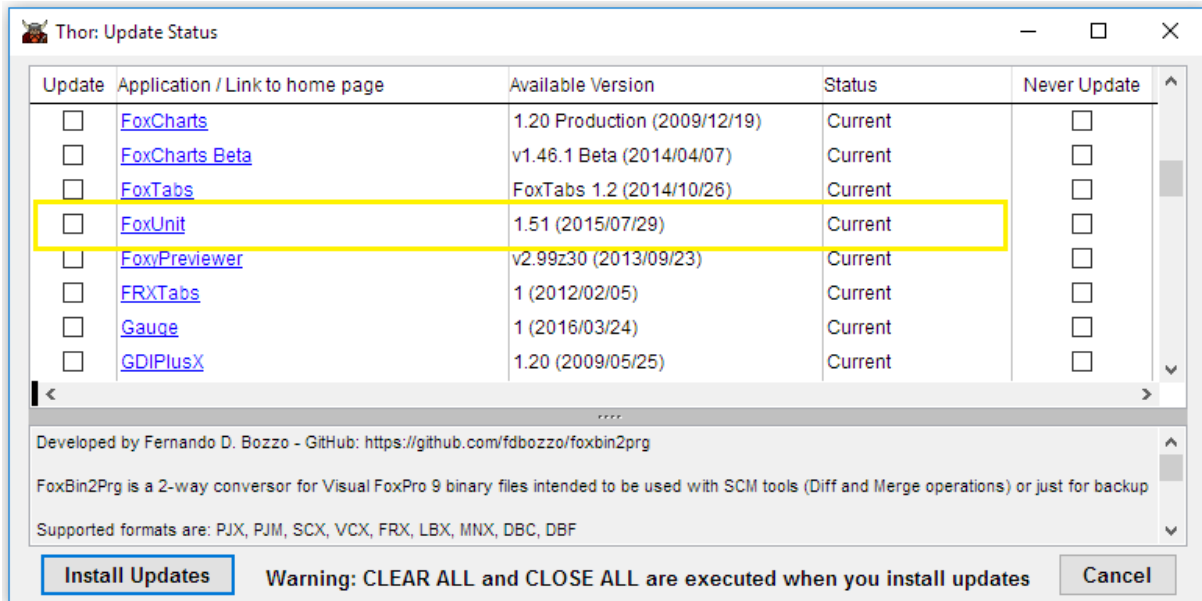 Thor: Update Status
Update Application / Link to home page Available Version Status Never Update
FoxCharts 1.20 Production (2009/12/19) Current
FoxCharts Beta v1.46.1 Beta (2014/04/07) Current
FoxTabs FoxTabs 1.2 (2014/10/26) Current
FoxUnit 1.51 (2015/07/29) Current
FoxyPreviewer v2.99z30 (2013/09/23) Current
FRXTabs 1 (2012/02/05) Current
Gauge 1 (2016/03/24) Current
GDIPlusX 1.20 (2009/05/25) Current
Developed by Fernando D. Bozzo - GitHub: https://github.com/fdbozzo/foxbin2prg
FoxBin2Prg is a 2-way conversor for Visual FoxPro 9 binary files intended to be used with SCM tools (Diff and Merge operations) or just for backup
Supported formats are: PJX, PJM, SCX, VCX, FRX, LBX, MNX, DBC, DBF
Install Updates Warning: CLEAR ALL and CLOSE ALL are executed when you install updates Cancel